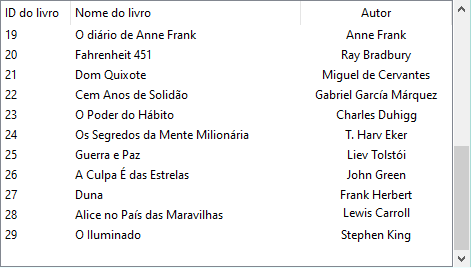 ID do livro Nome do livro Autor
19 O diário de Anne Frank Anne Frank
20 Fahrenheit 451 Ray Bradbury
21 Dom Quixote Miguel de Cervantes
22 Cem Anos de Solidão Gabriel García Márquez
23 O Poder do Hábito Charles Duhigg
24 Os Segredos da Mente Milionária T. Harv Eker
25 Guerra e Paz Liev Tolstói
26 A Culpa É das Estrelas John Green
27 Duna Frank Herbert
28 Alice no País das Maravilhas Lewis Carroll
29 O Iluminado Stephen King